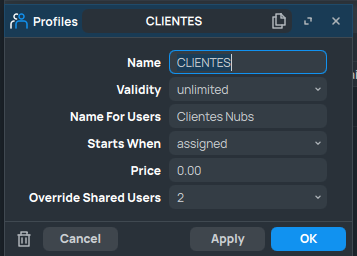 Profiles CLIENTES
Name CLIENTES
Validity unlimited
Name For Users Clientes Nubs
Starts When assigned
Price 0.00
Override Shared Users 2
Cancel Apply OK